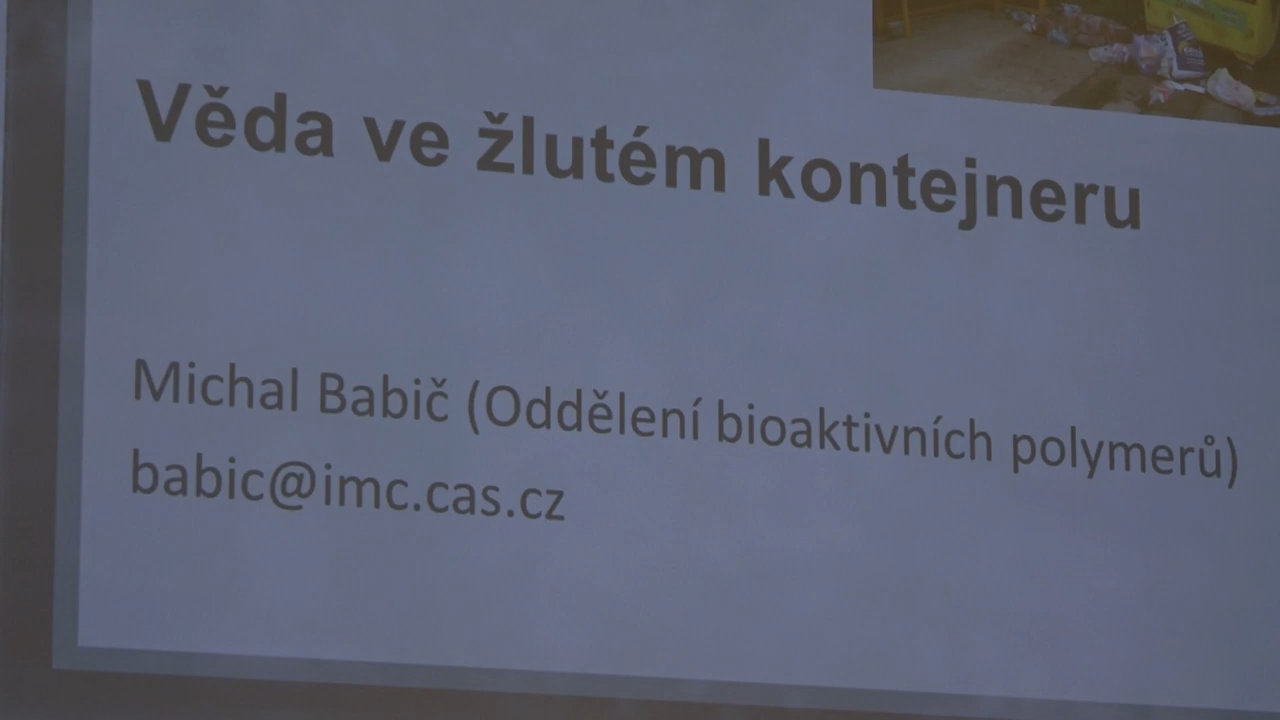 Věda ve žlutém kontejneru
Michal Babič (Oddělení bioaktivních polymerů)
babic@imc.cas.cz